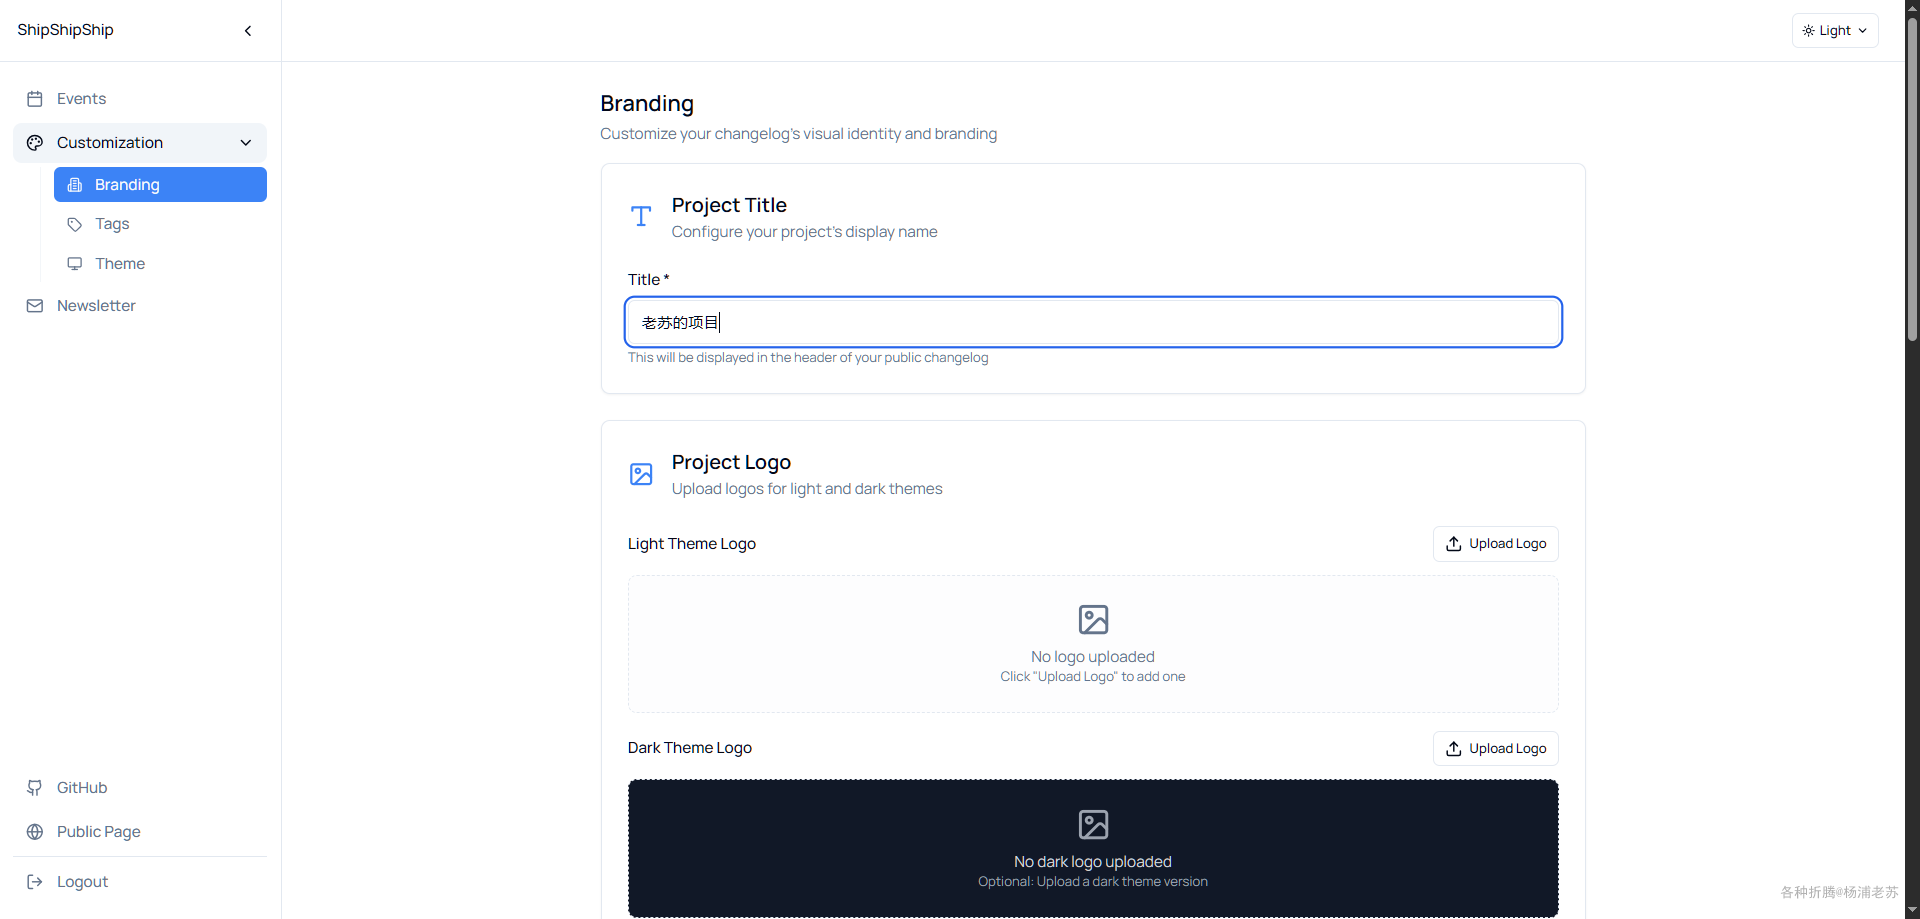 ShipShipShip
Light
Events
Customization
Branding
Tags
Theme
Newsletter
GitHub
Public Page
Logout
Branding
Customize your changelog's visual identity and branding
Project Title
Configure your project's display name
Title *
老苏的项目
This will be displayed in the header of your public changelog
Project Logo
Upload logos for light and dark themes
Light Theme Logo
Upload Logo
No logo uploaded
Click "Upload Logo" to add one
Dark Theme Logo
Upload Logo
No dark logo uploaded
Optional: Upload a dark theme version
各种折腾@杨浦老苏